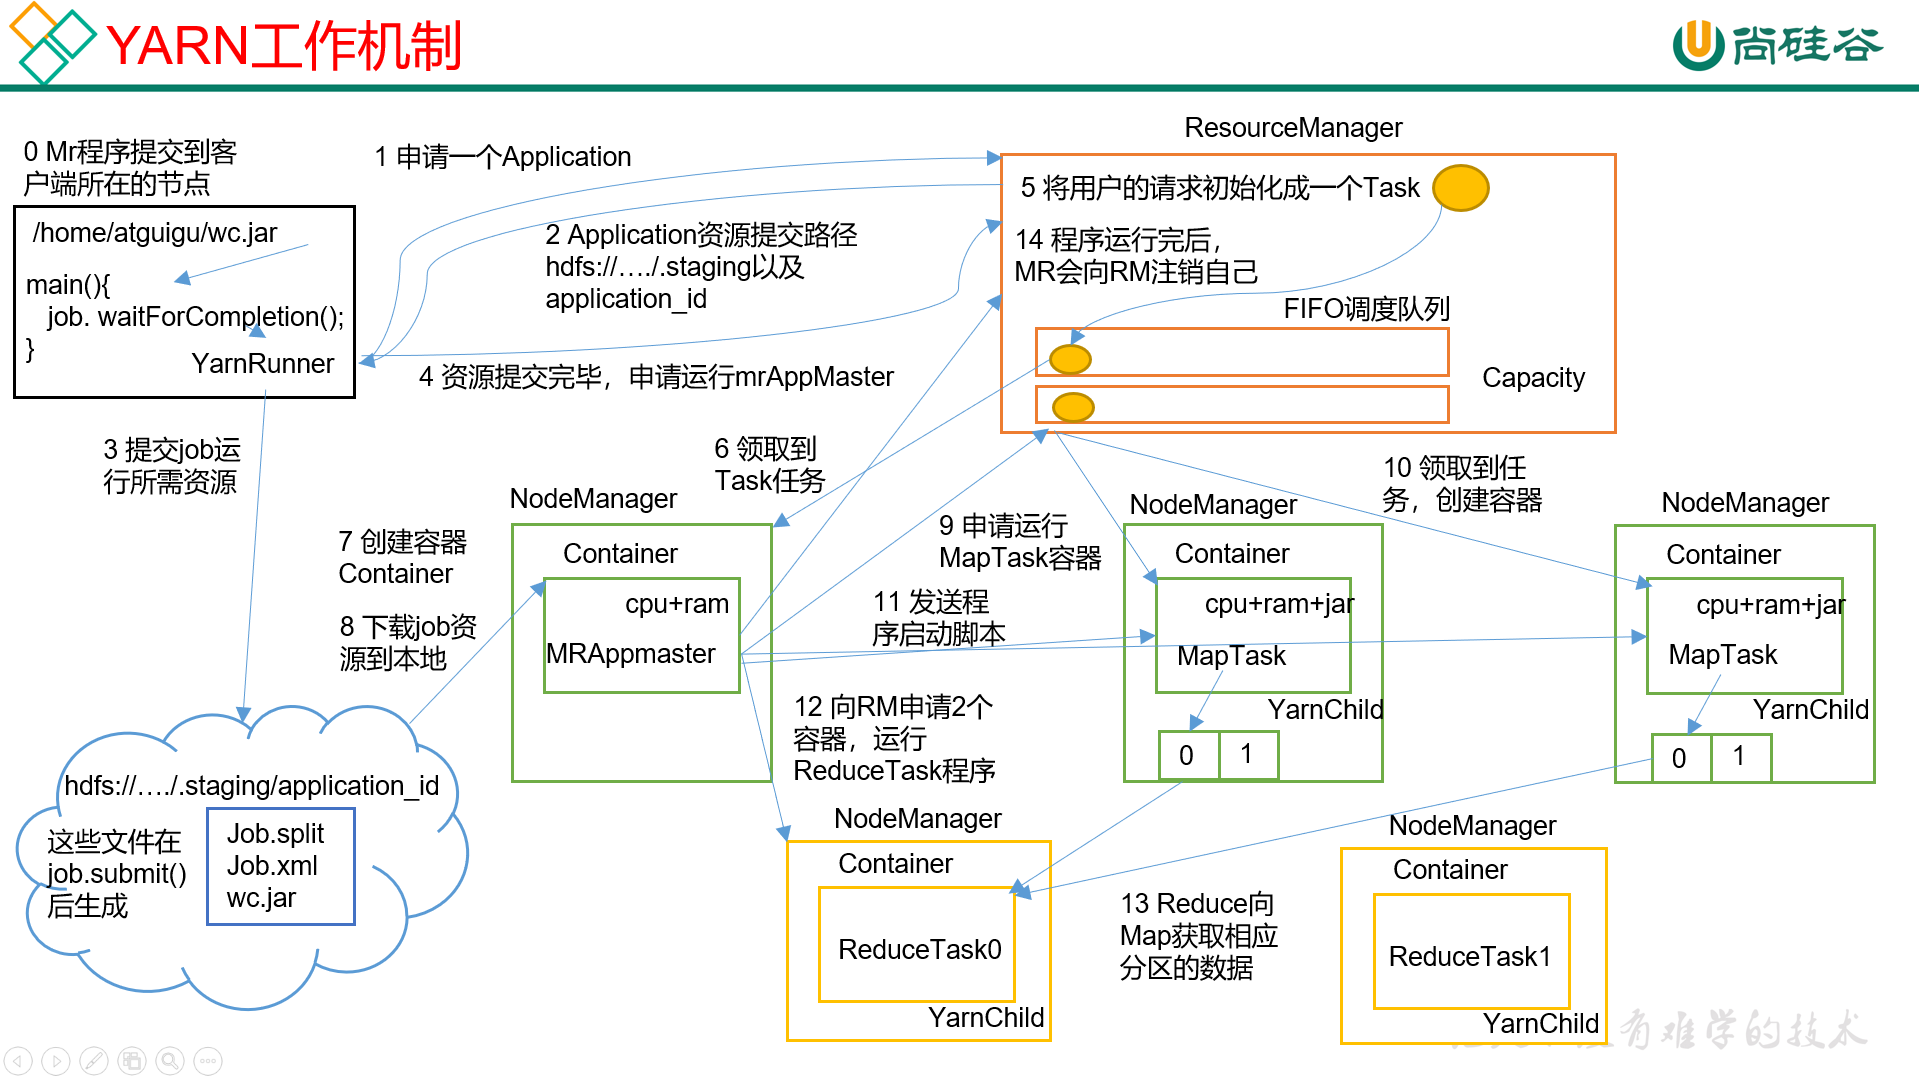 YARN工作机制
尚硅谷
0 Mr程序提交到客
户端所在的节点
/home/atguigu/wc.jar
main(){
job. waitForCompletion();
}
YarnRunner
1 申请一个Application
2 Application资源提交路径
hdfs://…./.staging以及
application_id
3 提交job运
行所需资源
4 资源提交完毕，申请运行mrAppMaster
ResourceManager
5 将用户的请求初始化成一个Task
14 程序运行完后，
MR会向RM注销自己
FIFO调度队列
Capacity
6 领取到
Task任务
7 创建容器
Container
8 下载job资
源到本地
NodeManager
Container
cpu+ram
MRAppmaster
9 申请运行
MapTask容器
10 领取到任
务，创建容器
11 发送程
序启动脚本
NodeManager
Container
cpu+ram+jar
MapTask
YarnChild
0
1
NodeManager
Container
cpu+ram+jar
MapTask
YarnChild
0
1
12 向RM申请2个
容器，运行
ReduceTask程序
hdfs://…./.staging/application_id
这些文件在
job.submit()
后生成
Job.split
Job.xml
wc.jar
NodeManager
Container
ReduceTask0
YarnChild
13 Reduce向
Map获取相应
分区的数据
NodeManager
Container
ReduceTask1
YarnChild
有难学的技术